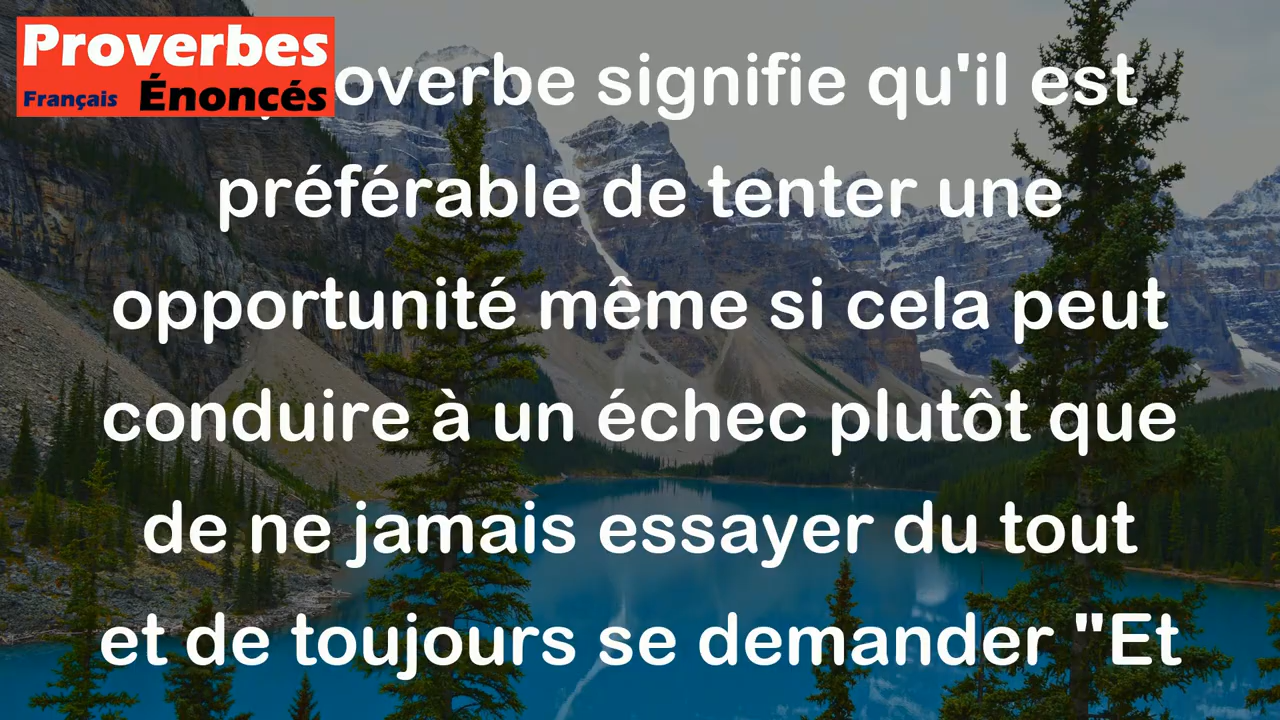 Proverbes
Français Énoncés
overbe signifie qu'il est
préférable de tenter une
opportunité même si cela peut
conduire à un échec plutôt que
de ne jamais essayer du tout
et de toujours se demander "Et